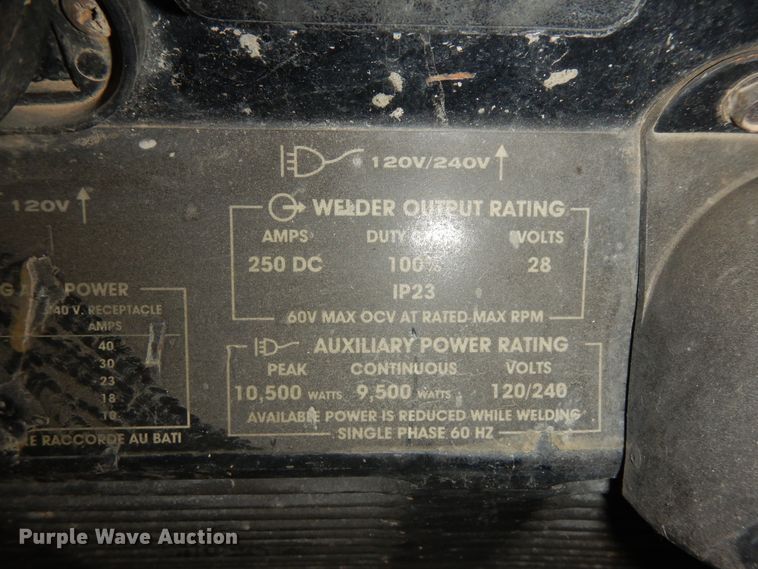 120V/240V
120V
WELDER OUTPUT RATING
AMPS DUTY VOLTS
250 DC 100% 28
IP23
60V MAX OCV AT RATED MAX RPM
POWER
40 V. RECEPTACLE
AMPS
40
30
23
18
10
AUXILIARY POWER RATING
PEAK CONTINUOUS VOLTS
10,500 WATTS 9,500 WATTS 120/240
AVAILABLE POWER IS REDUCED WHILE WELDING
SINGLE PHASE 60 HZ
RACCORDE AU BATI
Purple Wave Auction